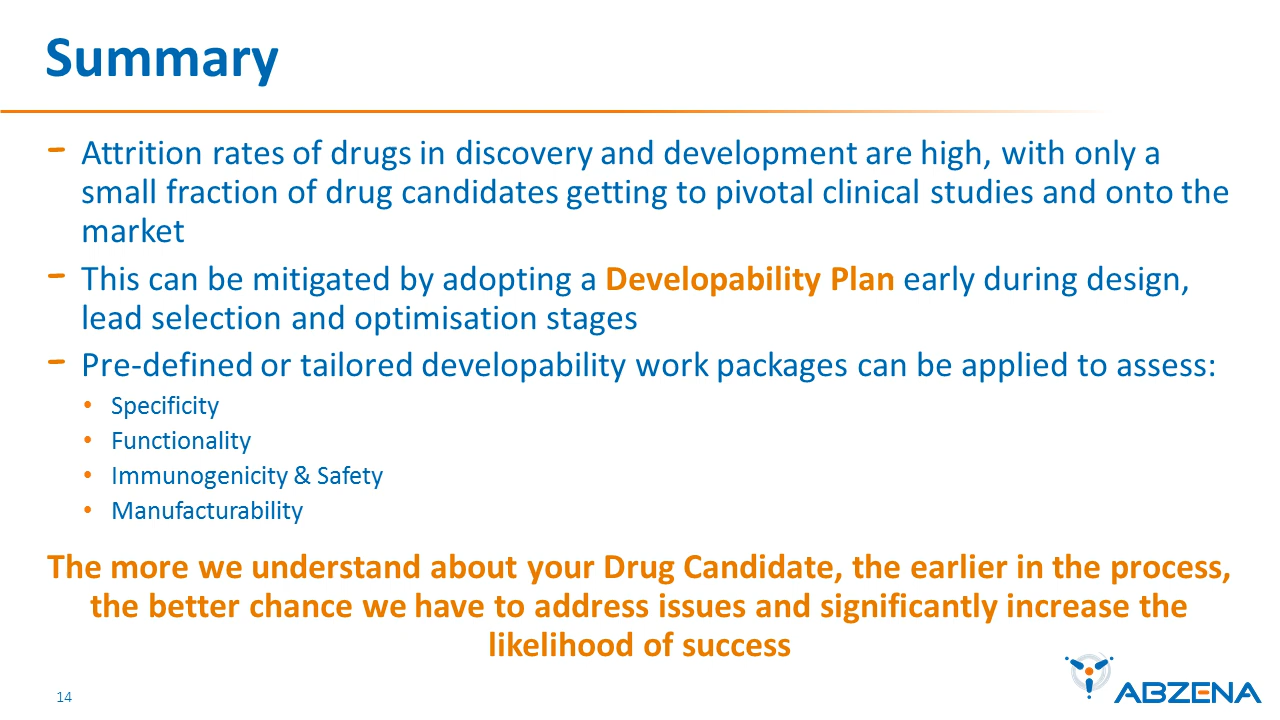 Summary
– Attrition rates of drugs in discovery and development are high, with only a
small fraction of drug candidates getting to pivotal clinical studies and onto the
market
– This can be mitigated by adopting a Developability Plan early during design,
lead selection and optimisation stages
– Pre-defined or tailored developability work packages can be applied to assess:
• Specificity
• Functionality
• Immunogenicity & Safety
• Manufacturability
The more we understand about your Drug Candidate, the earlier in the process,
the better chance we have to address issues and significantly increase the
likelihood of success
14
ABZENA